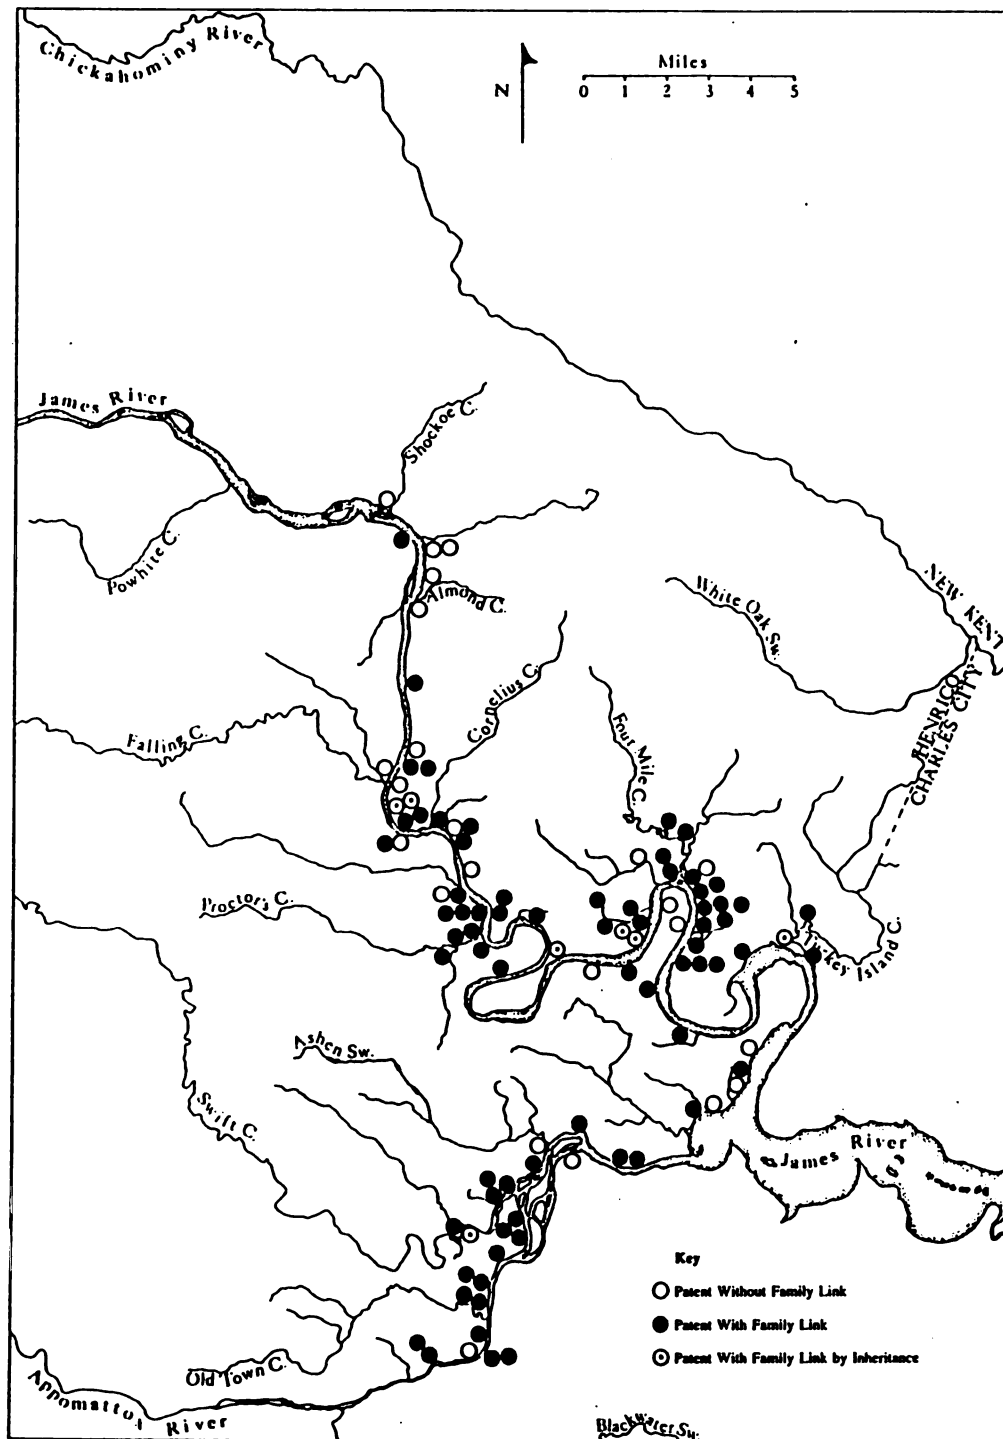 Chickahominy River
Miles
N
0 1 2 3 4 5
James River
Shockoe C.
Powhite C.
Almond C.
White Oak Sw.
NEW KENT
HENRICO
CHARLES CITY
Cornelius C.
Falling C.
Four Mile C.
Proctor's C.
Turkey Island C.
Ashen Sw.
Swift C.
James River
Key
Patent Without Family Link
Patent With Family Link
Patent With Family Link by Inheritance
Old Town C.
Appomattox River
Blackwater Sw.